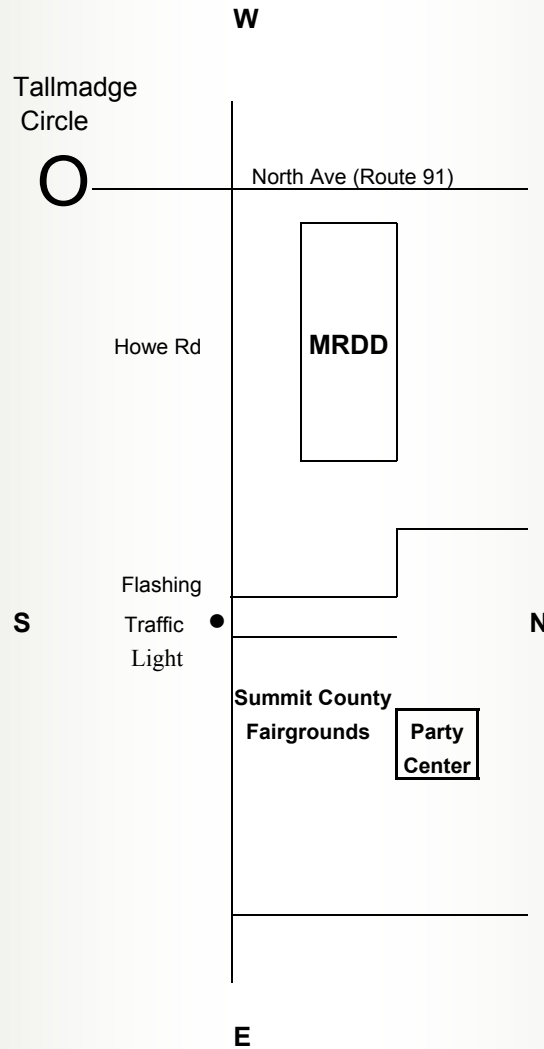 W
Tallmadge
Circle
O
North Ave (Route 91)
Howe Rd
MRDD
Flashing
S
Traffic
N
Light
Summit County
Fairgrounds
Party
Center
E